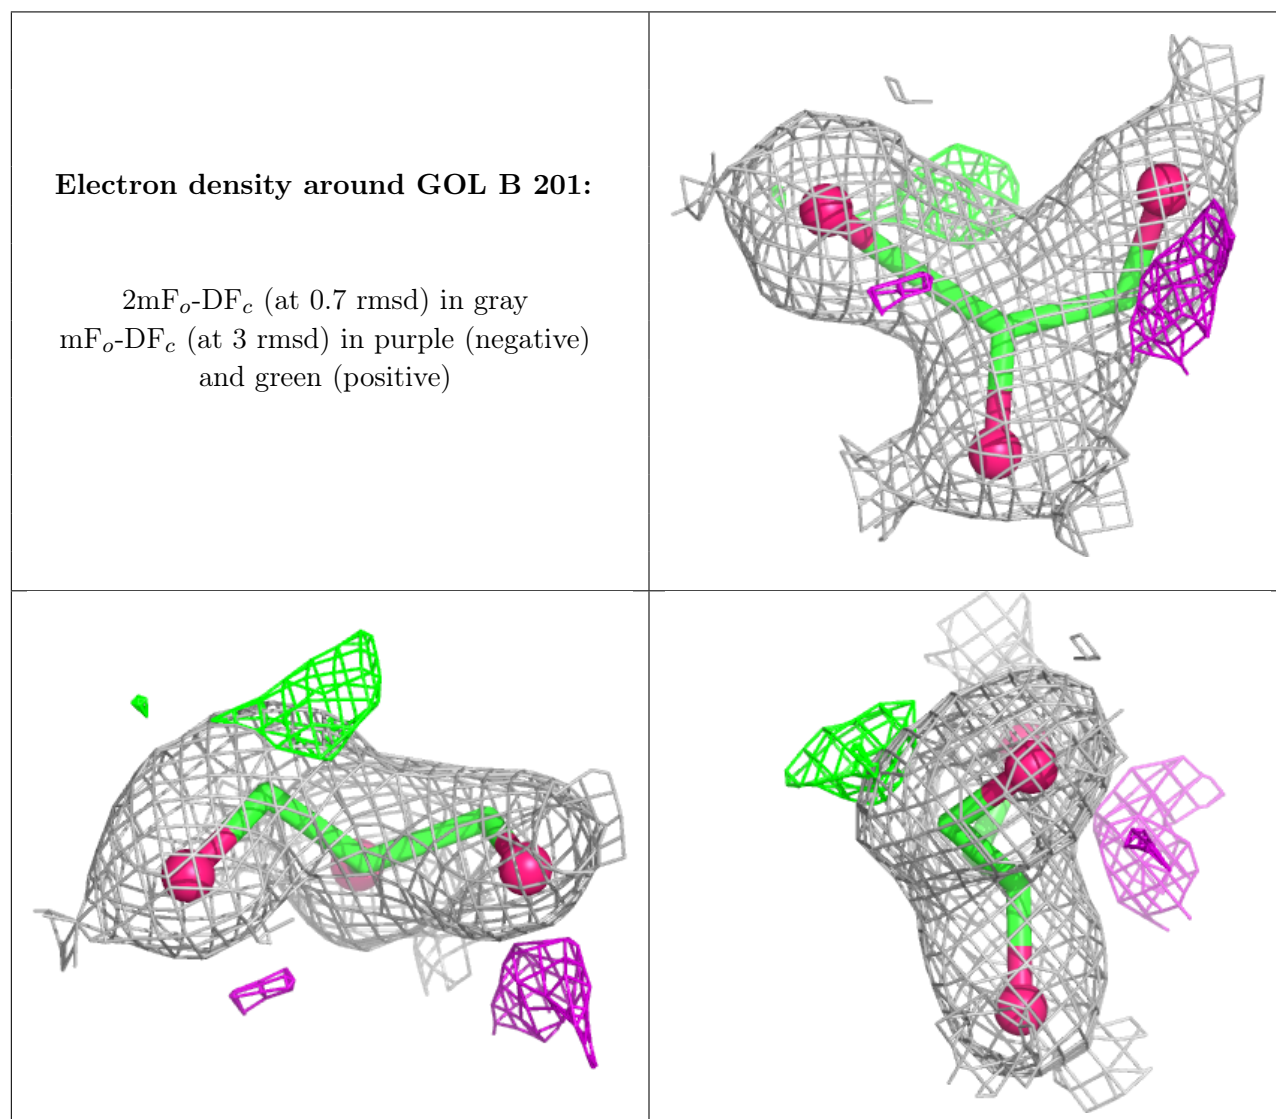 Electron density around GOL B 201:
2mFₒ-DF𝒸 (at 0.7 rmsd) in gray
mFₒ-DF𝒸 (at 3 rmsd) in purple (negative)
and green (positive)